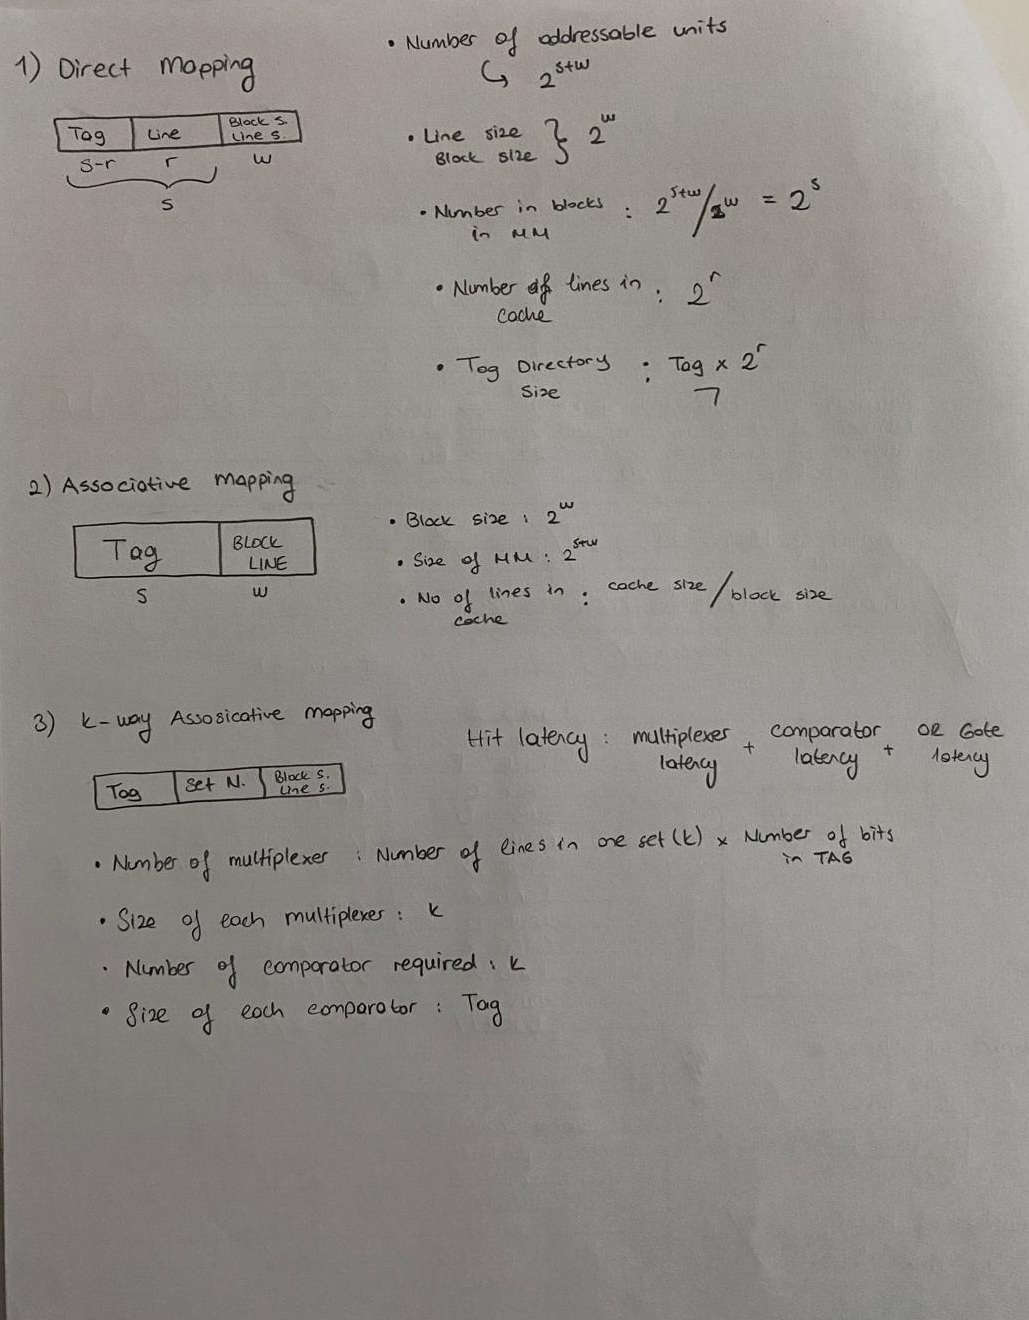 1) Direct Mapping
Tag Line Block S.
Line S.
s-r r w
s
• Number of addressable units
↳ 2^s+w
• Line size
Block size } 2^w
• Number in blocks : 2^s+w/2^w = 2^s
in MM
• Number of lines in : 2^r
cache
• Tag Directory : Tag x 2^r
Size
2) Associative mapping
Tag BLOCK
LINE
s w
• Block size : 2^w
• Size of MM : 2^s+w
• No of lines in : cache size/block size
cache
3) k-way Assosicative mapping
Tag Set N. Block S.
Line S.
Hit latency : multiplexer + comparator + OR Gate
latency latency latency
• Number of multiplexer : Number of lines in one set (k) x Number of bits
in TAG
• Size of each multiplexer : k
• Number of comparator required : k
• Size of each comparator : Tag